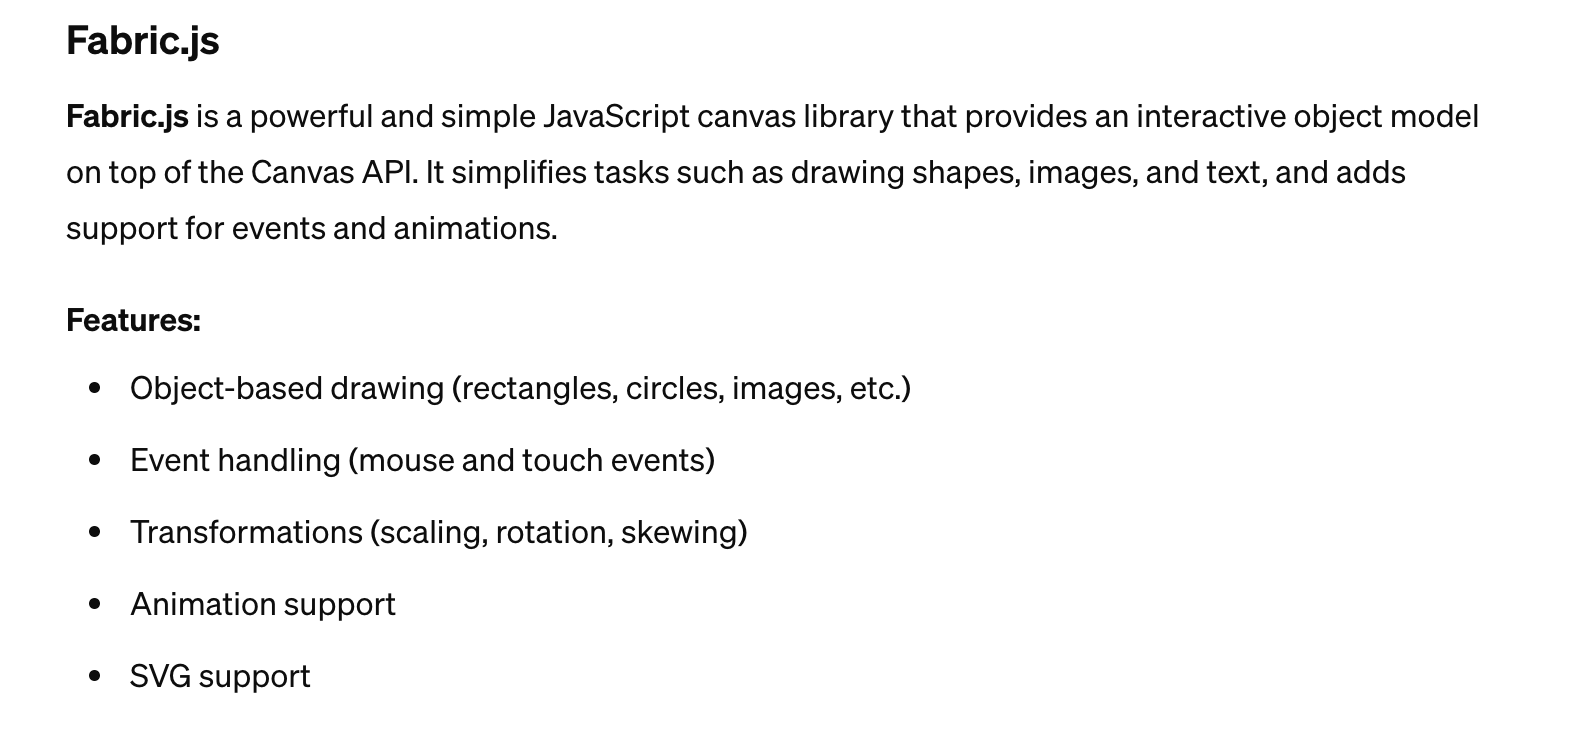 Fabric.js
Fabric.js is a powerful and simple JavaScript canvas library that provides an interactive object model
on top of the Canvas API. It simplifies tasks such as drawing shapes, images, and text, and adds
support for events and animations.
Features:
• Object-based drawing (rectangles, circles, images, etc.)
• Event handling (mouse and touch events)
• Transformations (scaling, rotation, skewing)
• Animation support
• SVG support